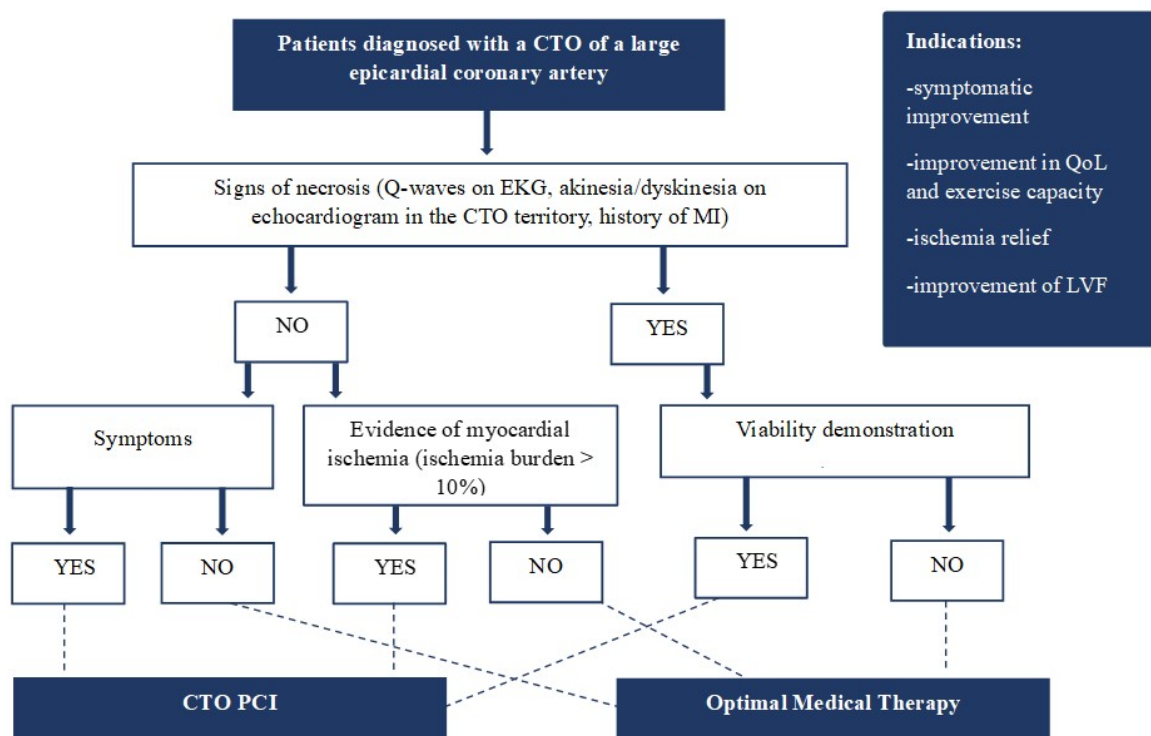 Patients diagnosed with a CTO of a large
epicardial coronary artery
Indications:
-symptomatic
improvement
-improvement in QoL
and exercise capacity
-ischemia relief
-improvement of LVF
Signs of necrosis (Q-waves on EKG, akinesia/dyskinesia on
echocardiogram in the CTO territory, history of MI)
NO
YES
Symptoms
Evidence of myocardial
ischemia (ischemia burden >
10%)
Viability demonstration
YES
NO
YES
NO
YES
NO
CTO PCI
Optimal Medical Therapy